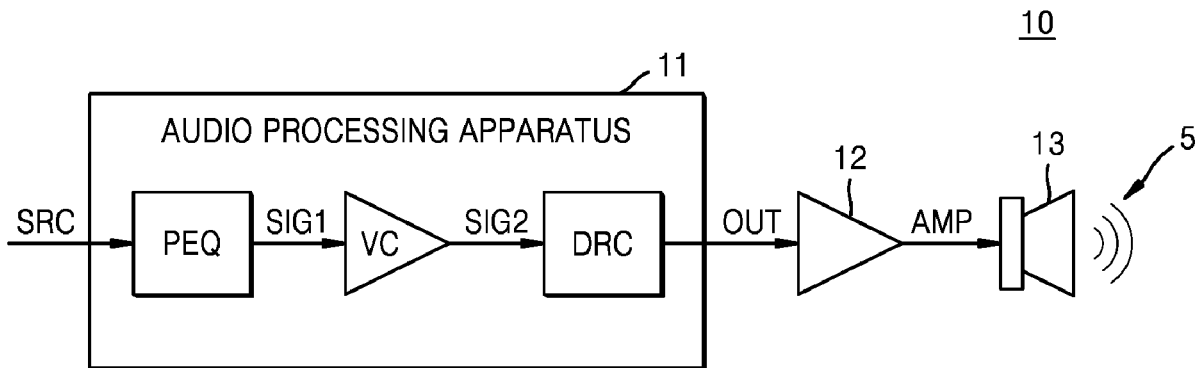 10
11
AUDIO PROCESSING APPARATUS
5
13
12
SRC
PEQ
SIG1
VC
SIG2
DRC
OUT
AMP